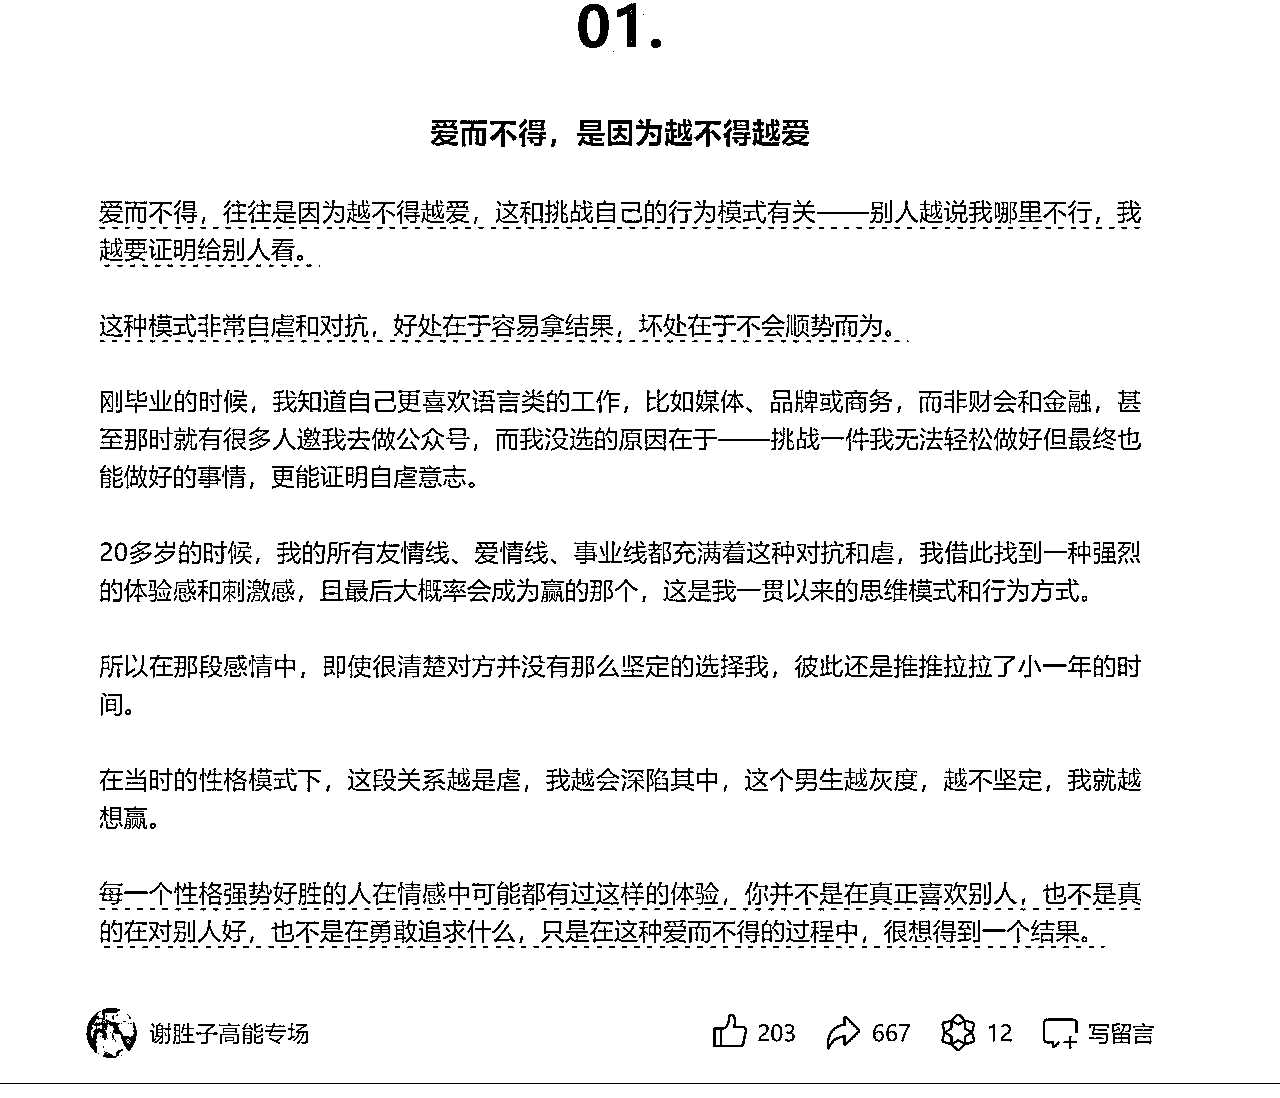 01.
爱而不得，是因为越不得越爱
爱而不得，往往是因为越不得越爱，这和挑战自己的行为模式有关——别人越说我哪里不行，我
越要证明给别人看。
这种模式非常自虐和对抗，好处在于容易拿结果，坏处在于不会顺势而为。
刚毕业的时候，我知道自己更喜欢语言类的工作，比如媒体、品牌或商务，而非财会和金融，甚
至那时就有很多人邀我去做公众号，而我没选的原因在于——挑战一件我无法轻松做好但最终也
能做好的事情，更能证明自虐意志。
20多岁的时候，我的所有友情线、爱情线、事业线都充满着这种对抗和虐，我借此找到一种强烈
的体验感和刺激感，且最后大概率会成为赢的那个，这是我一贯以来的思维模式和行为方式。
所以在那段感情中，即使很清楚对方并没有那么坚定的选择我，彼此还是推推拉拉了小一年的时
间。
在当时的性格模式下，这段关系越是虐，我越会深陷其中，这个男生越灰度，越不坚定，我就越
想赢。
每一个性格强势好胜的人在情感中可能都有过这样的体验，你并不是在真正喜欢别人，也不是真
的在对别人好，也不是在勇敢追求什么，只是在这种爱而不得的过程中，很想得到一个结果。
谢胜子高能专场 203 667 12 写留言